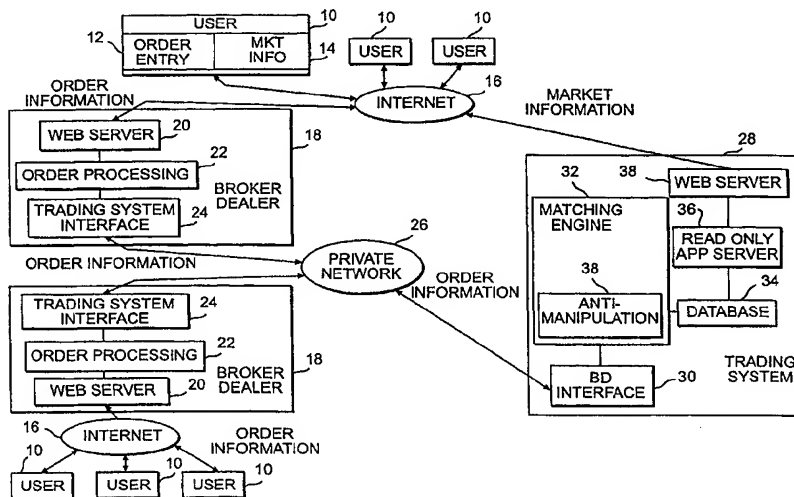 USER
10
12
ORDER
ENTRY
MKT
INFO
14
10
USER
10
USER
ORDER
INFORMATION
INTERNET
16
MARKET
INFORMATION
WEB SERVER
20
18
22
ORDER PROCESSING
BROKER
DEALER
TRADING SYSTEM
INTERFACE
24
ORDER INFORMATION
26
PRIVATE
NETWORK
ORDER
INFORMATION
28
32
38
WEB SERVER
MATCHING
ENGINE
36
READ ONLY
APP SERVER
38
ANTI-
MANIPULATION
34
DATABASE
TRADING
SYSTEM
BD
INTERFACE
30
TRADING SYSTEM
INTERFACE
24
22
ORDER PROCESSING
18
20
WEB SERVER
BROKER
DEALER
16
INTERNET
ORDER
INFORMATION
10
USER
10
USER
10
USER